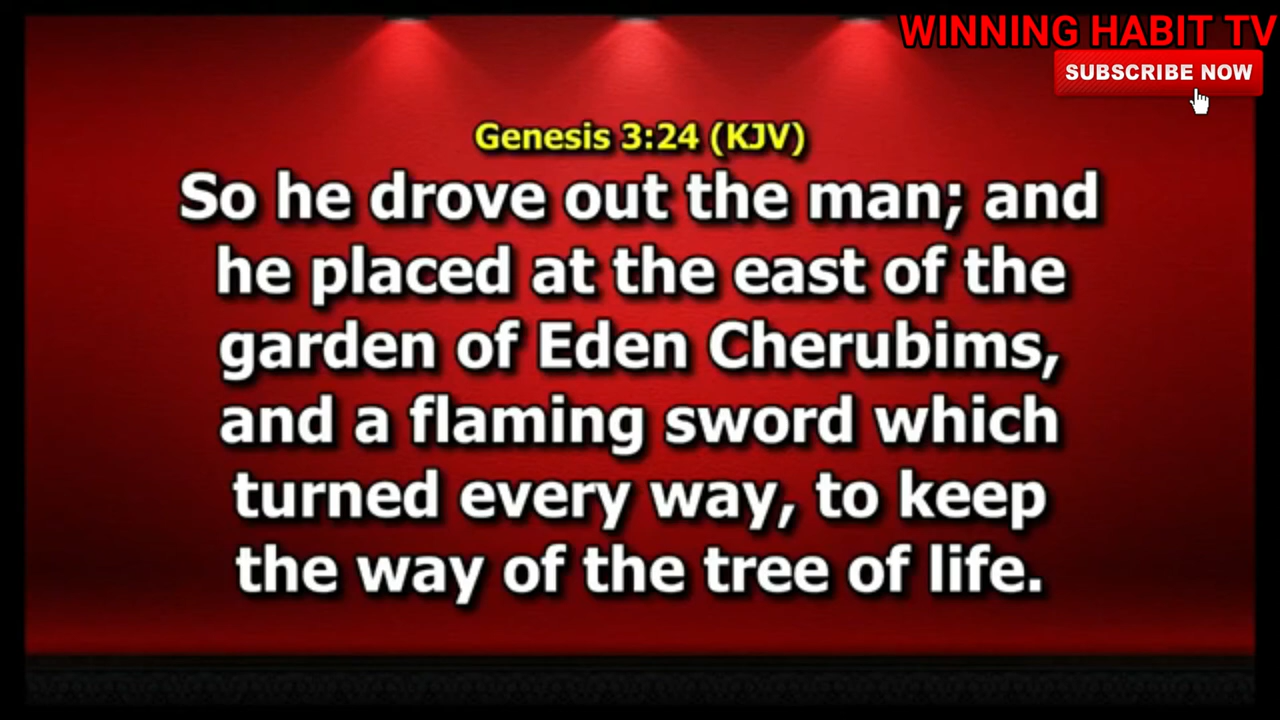 WINNING HABIT TV
SUBSCRIBE NOW
Genesis 3:24 (KJV)
So he drove out the man; and
he placed at the east of the
garden of Eden Cherubims,
and a flaming sword which
turned every way, to keep
the way of the tree of life.